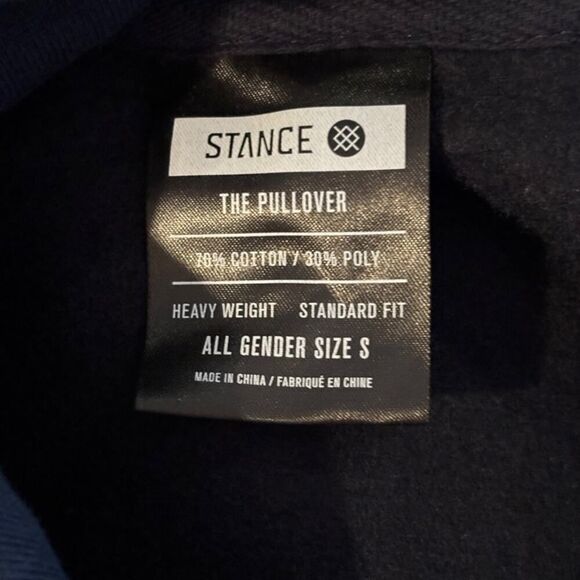 STANCE
THE PULLOVER
70% COTTON / 30% POLY
HEAVY WEIGHT STANDARD FIT
ALL GENDER SIZE S
MADE IN CHINA / FABRIQUÉ EN CHINE